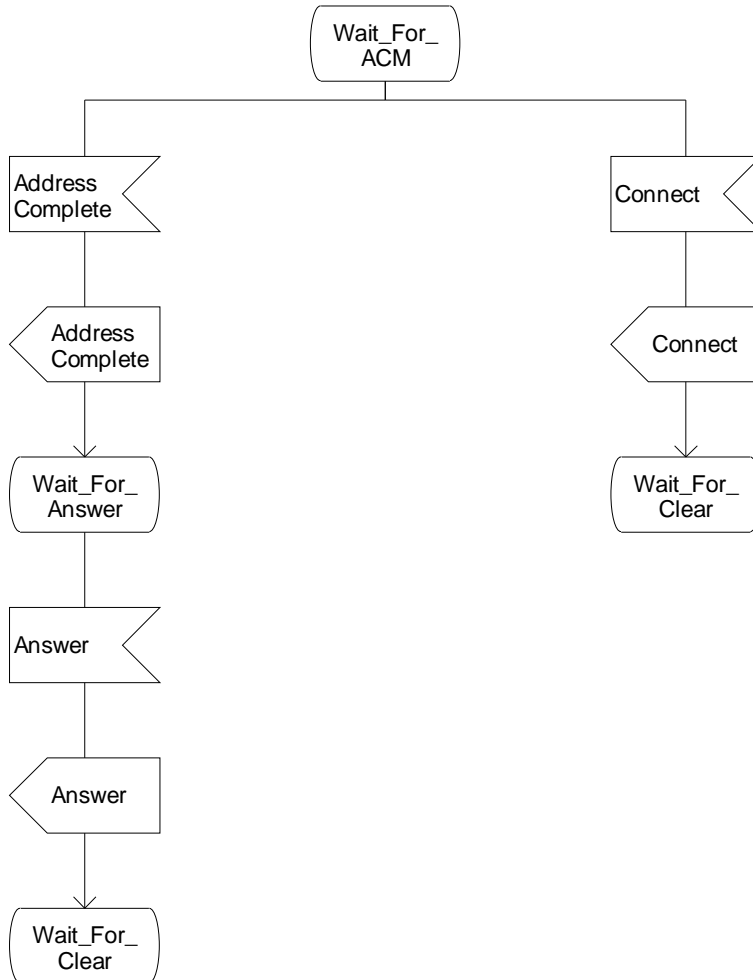 Wait_For_
ACM
Address
Complete
Connect
Address
Complete
Connect
Wait_For_
Answer
Wait_For_
Clear
Answer
Answer
Wait_For_
Clear